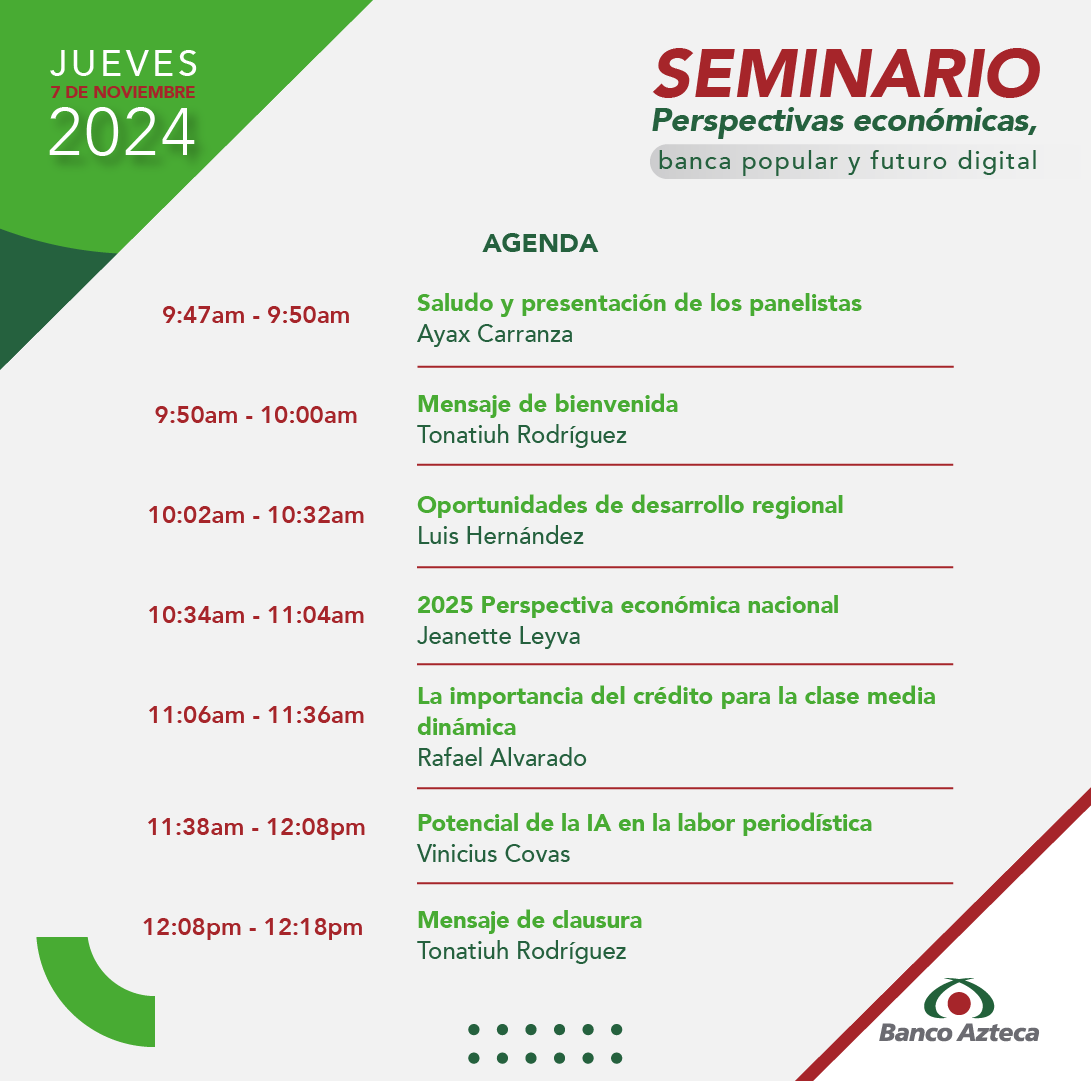 JUEVES
7 DE NOVIEMBRE
2024
SEMINARIO
Perspectivas económicas,
banca popular y futuro digital
AGENDA
9:47am - 9:50am
Saludo y presentación de los panelistas
Ayax Carranza
9:50am - 10:00am
Mensaje de bienvenida
Tonatiuh Rodríguez
10:02am - 10:32am
Oportunidades de desarrollo regional
Luis Hernández
10:34am - 11:04am
2025 Perspectiva económica nacional
Jeanette Leyva
11:06am - 11:36am
La importancia del crédito para la clase media
dinámica
Rafael Alvarado
11:38am - 12:08pm
Potencial de la IA en la labor periodística
Vinicius Covas
12:08pm - 12:18pm
Mensaje de clausura
Tonatiuh Rodríguez
Banco Azteca